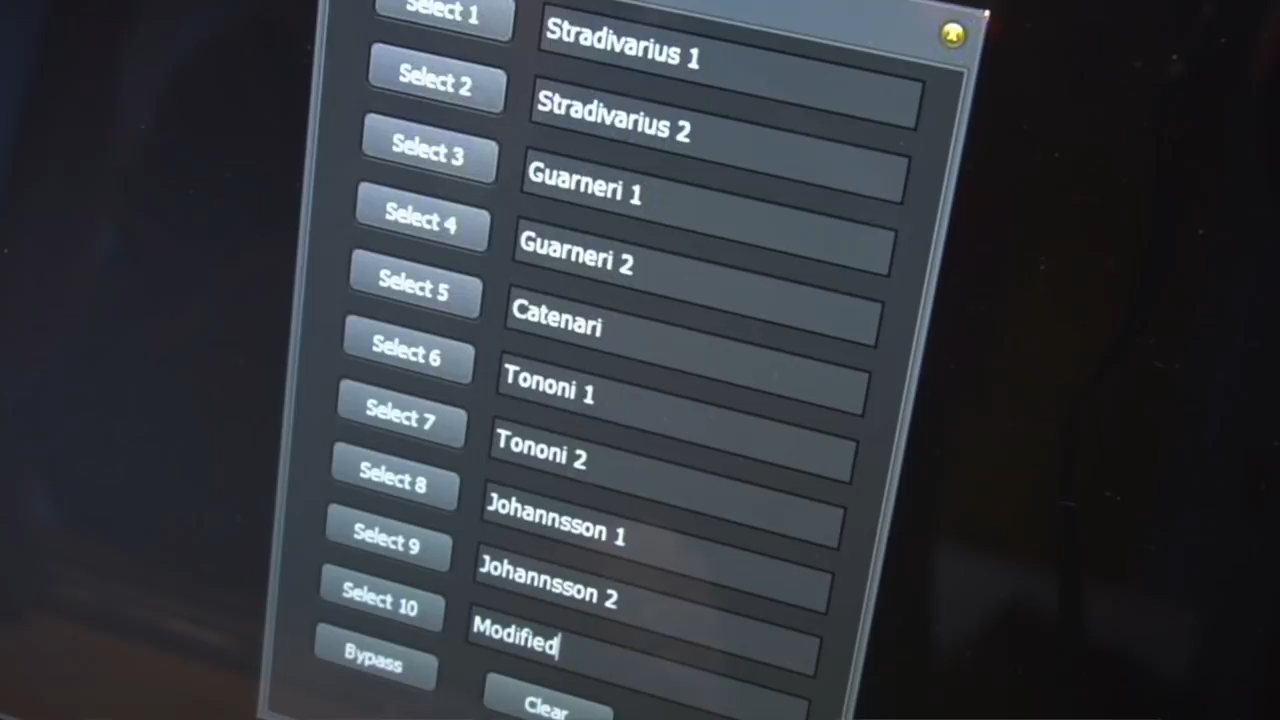 Select 1 Stradivarius 1
Select 2 Stradivarius 2
Select 3 Guarneri 1
Select 4 Guarneri 2
Select 5 Catenari
Select 6 Tononi 1
Select 7 Tononi 2
Select 8 Johannsson 1
Select 9 Johannsson 2
Select 10 Modified
Bypass Clear